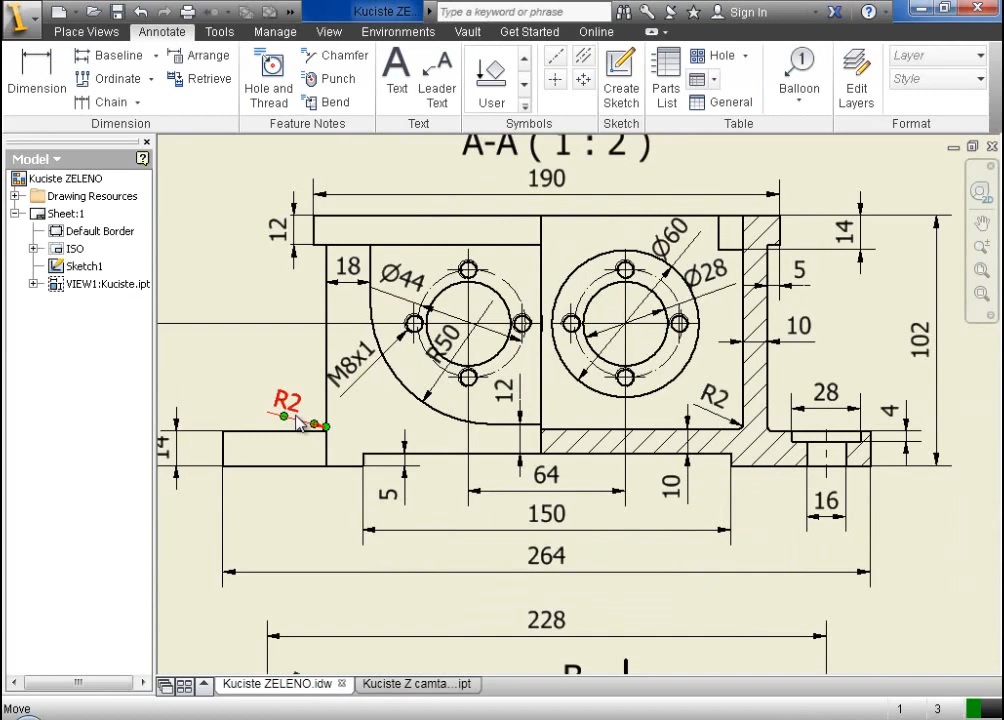 Kuciste ZE...
Type a keyword or phrase
Sign In
Place Views
Annotate
Tools
Manage
View
Environments
Vault
Get Started
Online
Dimension
Baseline
Ordinate
Chain
Arrange
Retrieve
Dimension
Hole and
Thread
Chamfer
Punch
Bend
Feature Notes
Text
Leader
Text
Text
User
Symbols
Create
Sketch
Sketch
Parts
List
Hole
General
Table
Balloon
Edit
Layers
Layer
Style
Format
Model
Kuciste ZELENO
Drawing Resources
Sheet:1
Default Border
ISO
Sketch1
VIEW1:Kuciste.ipt
A-A ( 1 : 2 )
190
12
18
Ø44
Ø60
Ø28
14
5
10
102
M8x1
R50
R2
12
R2
28
4
14
5
64
10
16
150
264
228
Kuciste ZELENO.idw
Kuciste Z camta...ipt
Move
1
3